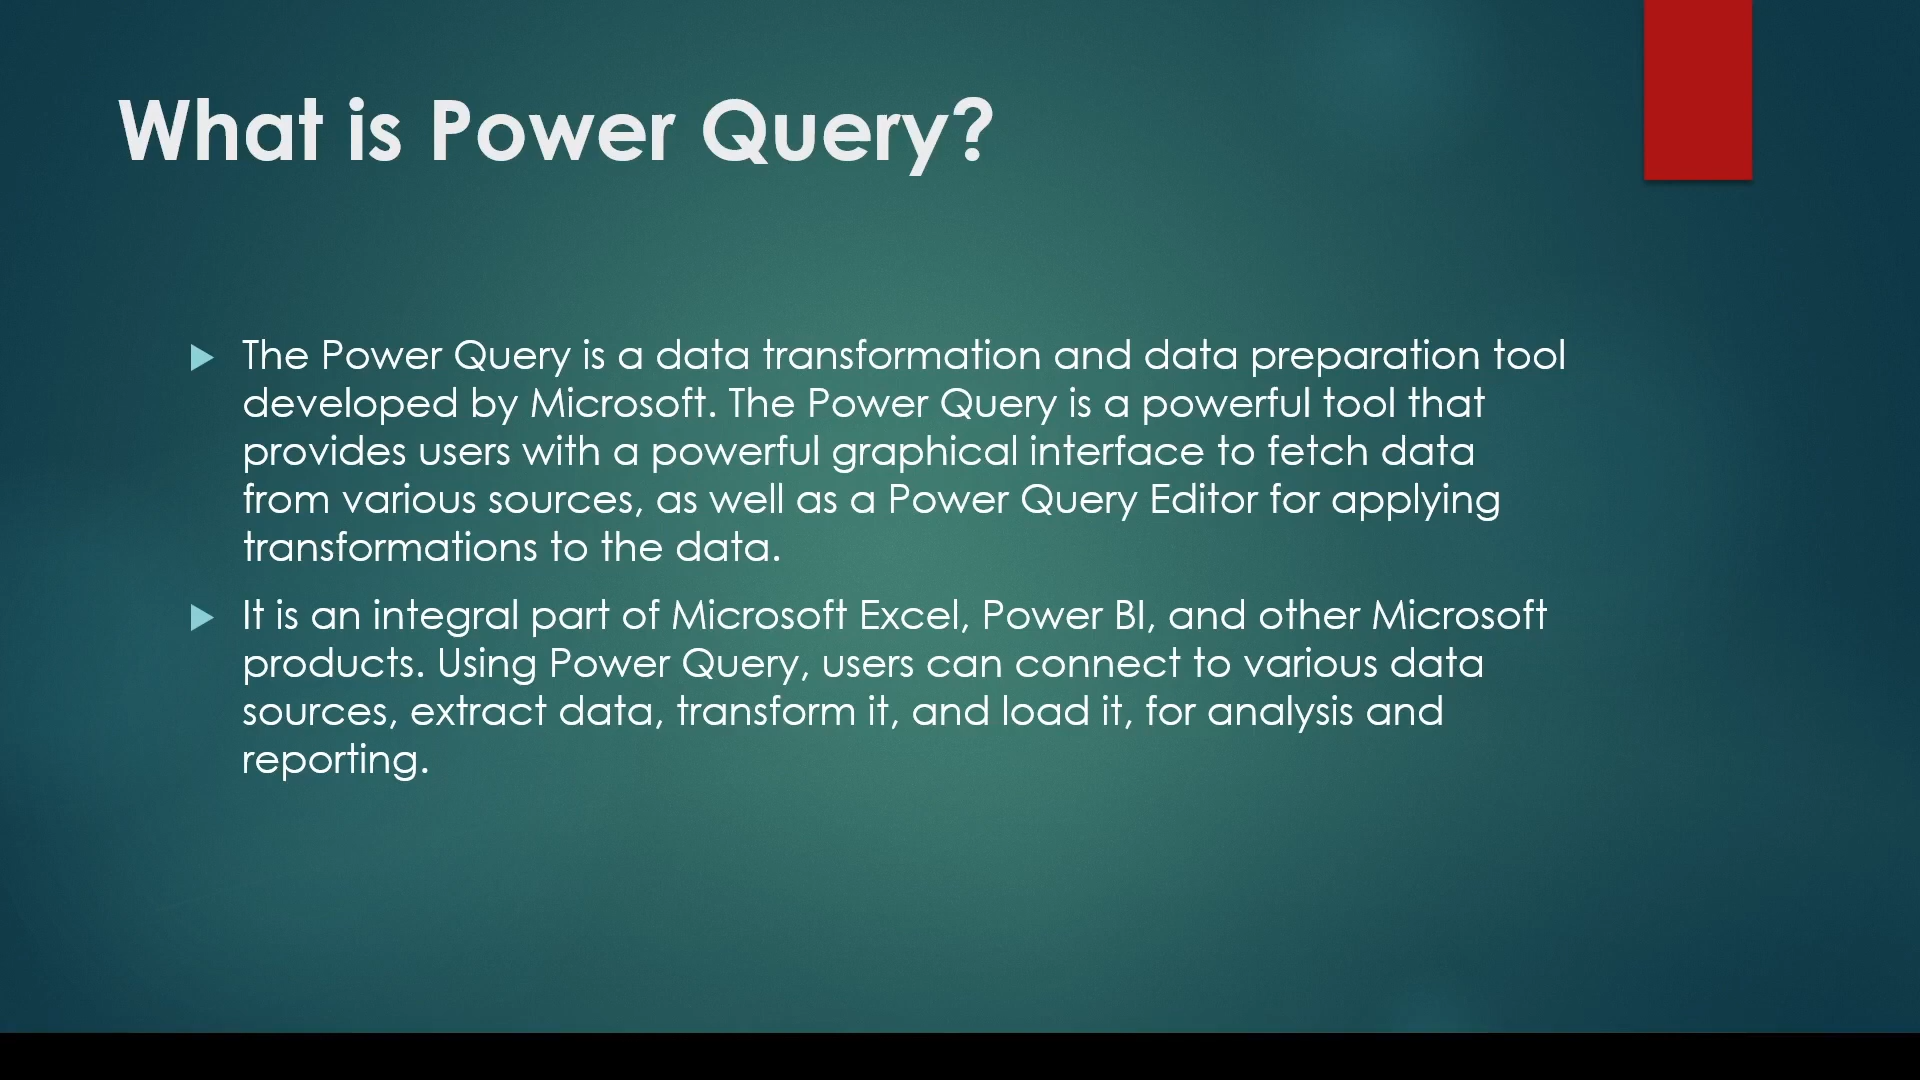 What is Power Query?
The Power Query is a data transformation and data preparation tool
developed by Microsoft. The Power Query is a powerful tool that
provides users with a powerful graphical interface to fetch data
from various sources, as well as a Power Query Editor for applying
transformations to the data.
It is an integral part of Microsoft Excel, Power BI, and other Microsoft
products. Using Power Query, users can connect to various data
sources, extract data, transform it, and load it, for analysis and
reporting.